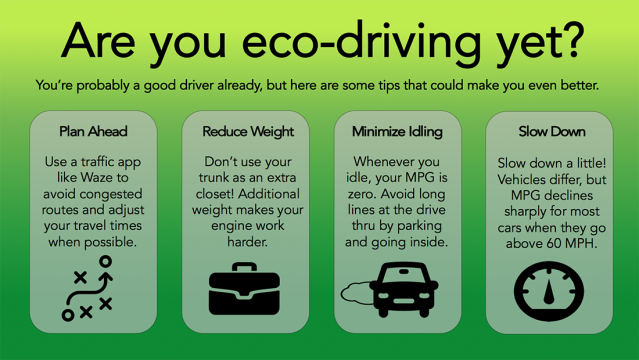 Are you eco-driving yet?
You're probably a good driver already, but here are some tips that could make you even better.
Plan Ahead
Use a traffic app
like Waze to
avoid congested
routes and adjust
your travel times
when possible.
Reduce Weight
Don't use your
trunk as an extra
closet! Additional
weight makes your
engine work
harder.
Minimize Idling
Whenever you
idle, your MPG is
zero. Avoid long
lines at the drive
thru by parking
and going inside.
Slow Down
Slow down a little!
Vehicles differ, but
MPG declines
sharply for most
cars when they go
above 60 MPH.